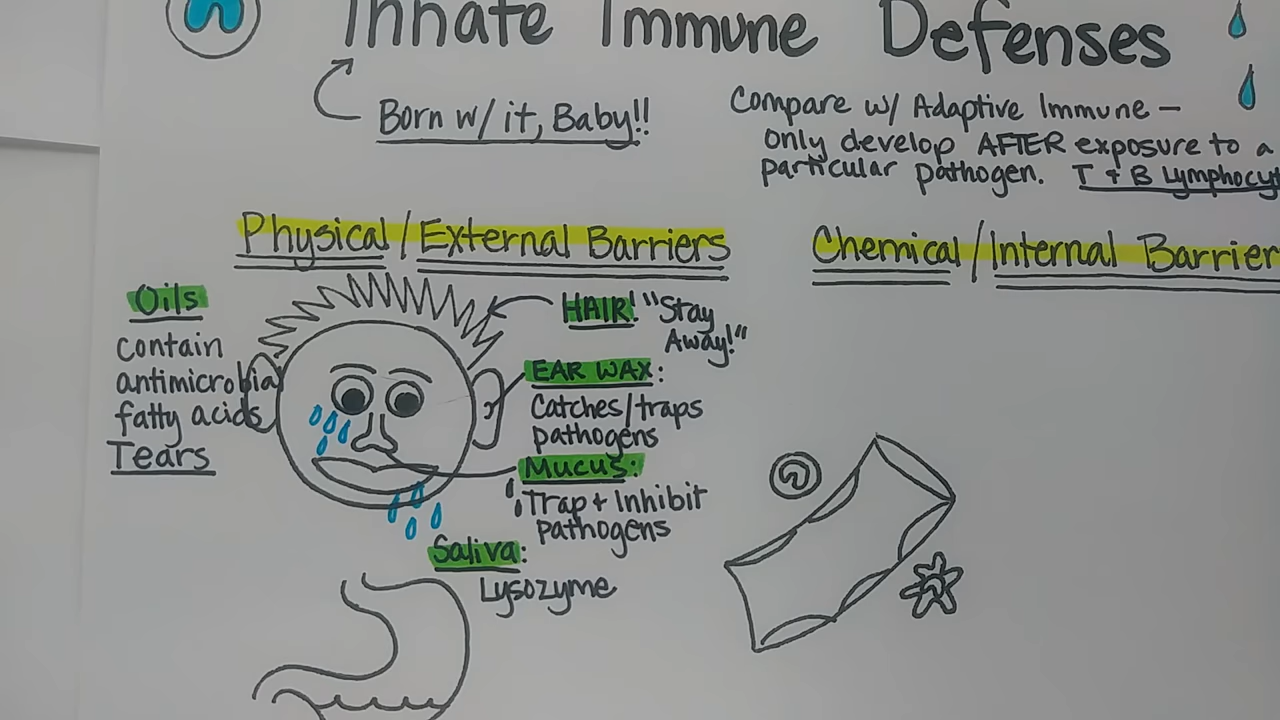 Innate Immune Defenses
Born w/ it, Baby!!
Compare w/ Adaptive Immune –
only develop AFTER exposure to a
particular pathogen. T + B Lymphocyt
Physical/External Barriers
Chemical/Internal Barrier
Oils
contain
antimicrobial
fatty acids
Tears
HAIR! "Stay
Away!"
EAR WAX:
Catches/traps
pathogens
Mucus:
Trap + Inhibit
pathogens
Saliva:
Lysozyme